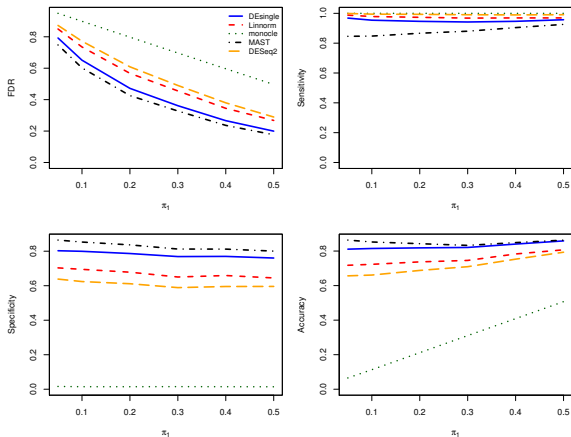 DEsingle
Linnorm
monocle
MAST
DESeq2
FDR
0.0 0.2 0.4 0.6 0.8
0.1 0.2 0.3 0.4 0.5
π1
Sensitivity
0.0 0.2 0.4 0.6 0.8 1.0
0.1 0.2 0.3 0.4 0.5
π1
Specificity
0.0 0.2 0.4 0.6 0.8
0.1 0.2 0.3 0.4 0.5
π1
Accuracy
0.0 0.2 0.4 0.6 0.8
0.1 0.2 0.3 0.4 0.5
π1